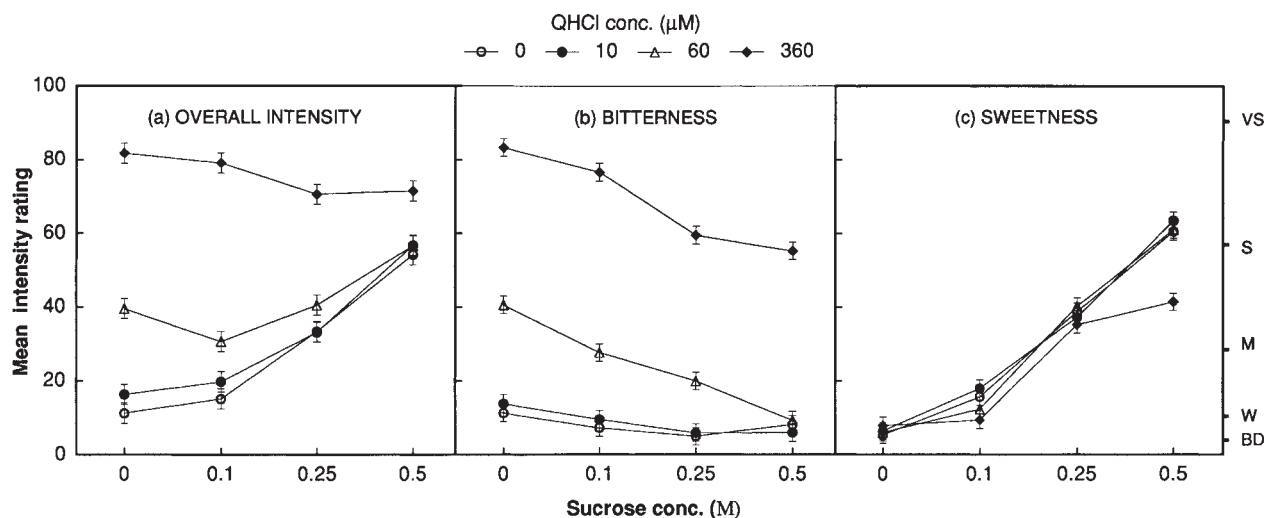 QHCl conc. (μM)
0 10 60 360
(a) OVERALL INTENSITY (b) BITTERNESS (c) SWEETNESS
Mean intensity rating
100
80
60
40
20
0
VS
S
M
W
BD
0 0.1 0.25 0.5 0 0.1 0.25 0.5 0 0.1 0.25 0.5
Sucrose conc. (M)